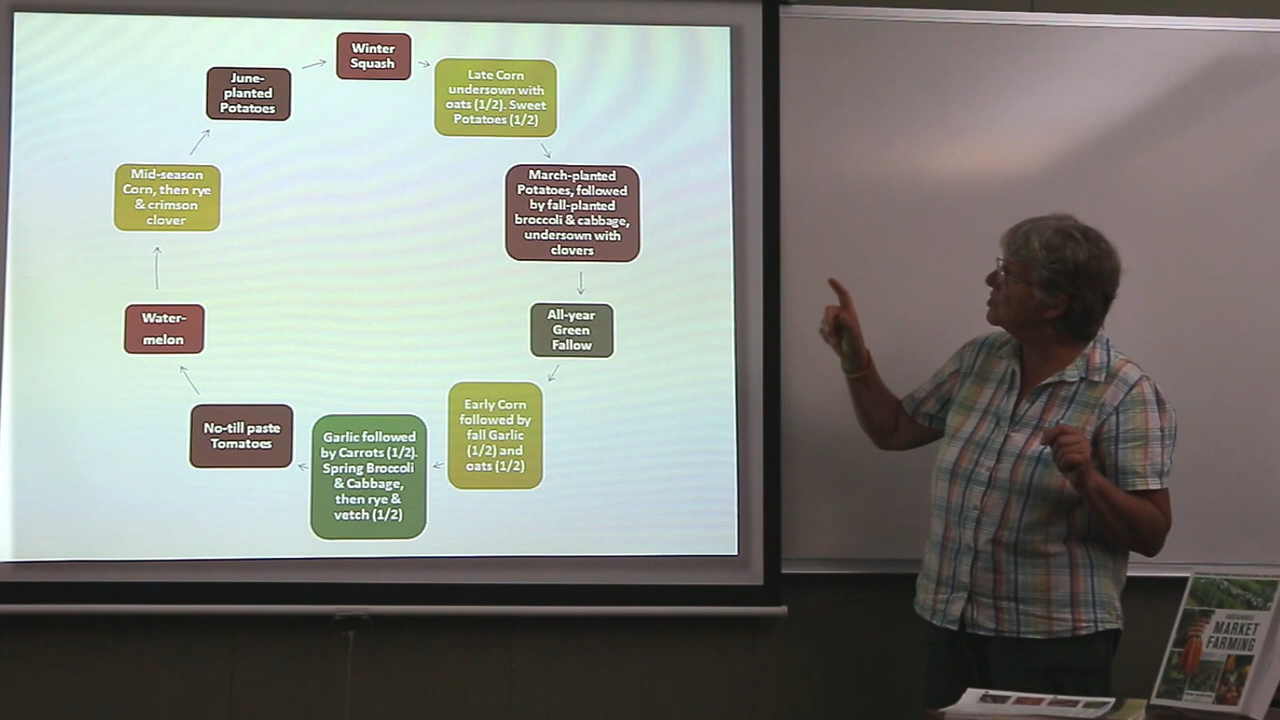 Winter
Squash
Late Corn
undersown with
oats (1/2). Sweet
Potatoes (1/2)
March-planted
Potatoes, followed
by fall-planted
broccoli & cabbage,
undersown with
clovers
All-year
Green
Fallow
Early Corn
followed by
fall Garlic
(1/2) and
oats (1/2)
Garlic followed
by Carrots (1/2).
Spring Broccoli
& Cabbage,
then rye &
vetch (1/2)
No-till paste
Tomatoes
Water-
melon
Mid-season
Corn, then rye
& crimson
clover
June-
planted
Potatoes
MARKET
FARMING